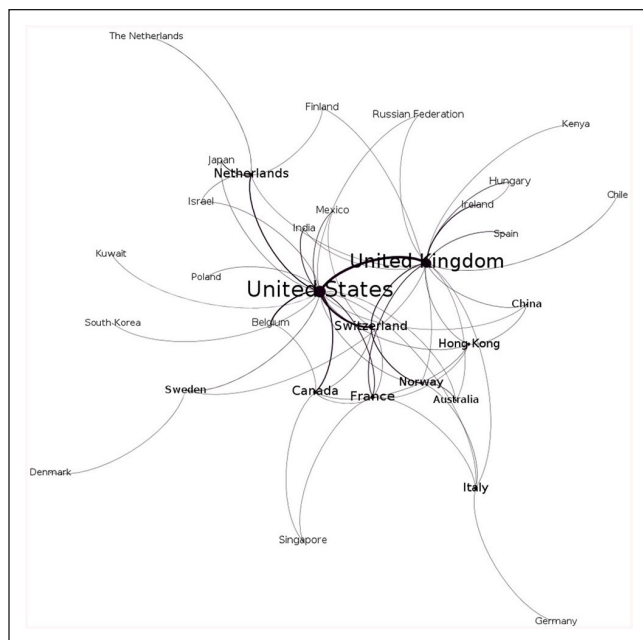 The Netherlands
Finland
Russian Federation
Kenya
Japan
Netherlands
Hungary
Israel
Ireland
Chile
Mexico
India
Spain
Kuwait
United Kingdom
Poland
United States
China
South Korea
Belgium
Switzerland
Hong Kong
Sweden
Canada
France
Norway
Australia
Denmark
Italy
Singapore
Germany